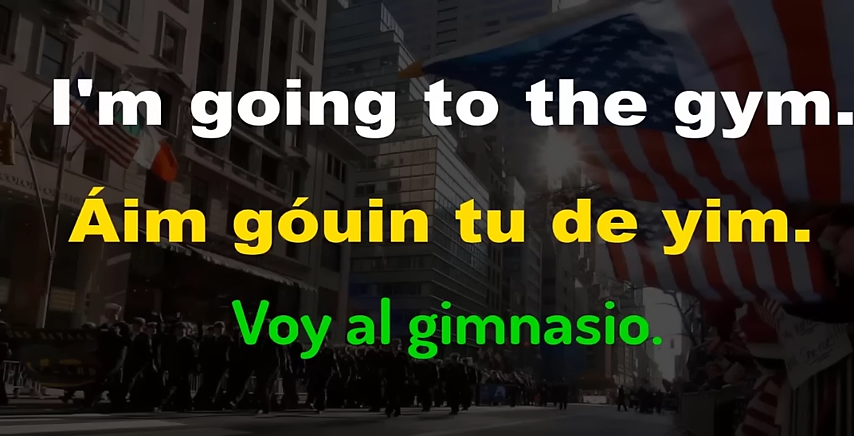 I'm going to the gym.
Áim góuin tu de yim.
Voy al gimnasio.